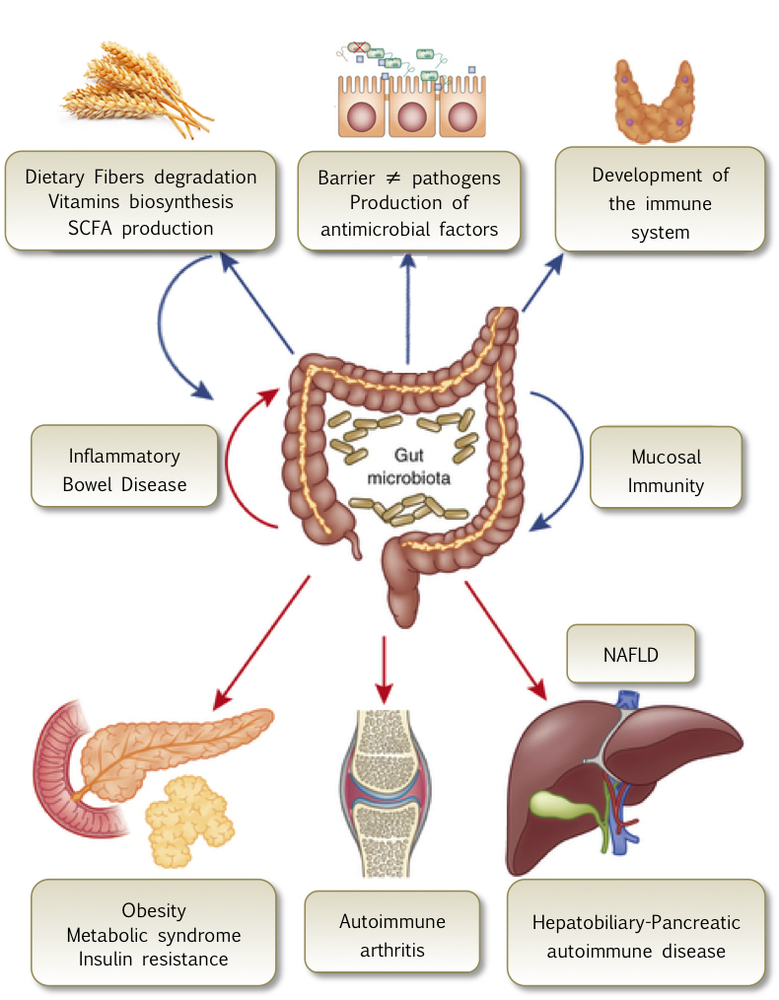 Dietary Fibers degradation
Vitamins biosynthesis
SCFA production
Barrier ≠ pathogens
Production of
antimicrobial factors
Development of
the immune
system
Inflammatory
Bowel Disease
Gut
microbiota
Mucosal
Immunity
NAFLD
Obesity
Metabolic syndrome
Insulin resistance
Autoimmune
arthritis
Hepatobiliary-Pancreatic
autoimmune disease